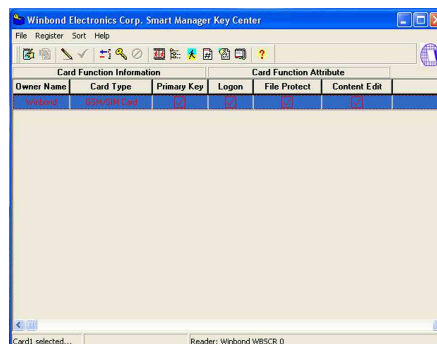 Winbond Electronics Corp. Smart Manager Key Center
File Register Sort Help
Card Function Information Card Function Attribute
Owner Name Card Type Primary Key Logon File Protect Content Edit
Winbond GSM/SIM Card
Card1 selected... Reader: Winbond WBSCR 0